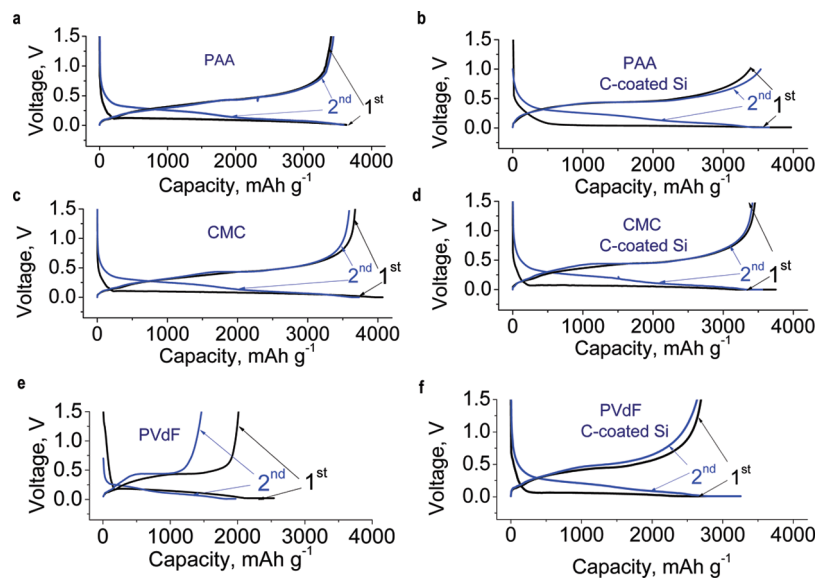 a
Voltage, V
1.5
1.0
0.5
0.0
PAA
2nd
1st
0 1000 2000 3000 4000
Capacity, mAh g-1
b
Voltage, V
1.5
1.0
0.5
0.0
PAA
C-coated Si
2nd
1st
0 1000 2000 3000 4000
Capacity, mAh g-1
c
Voltage, V
1.5
1.0
0.5
0.0
CMC
2nd
1st
0 1000 2000 3000 4000
Capacity, mAh g-1
d
Voltage, V
1.5
1.0
0.5
0.0
CMC
C-coated Si
2nd
1st
0 1000 2000 3000 4000
Capacity, mAh g-1
e
Voltage, V
1.5
1.0
0.5
0.0
PVdF
2nd
1st
0 1000 2000 3000 4000
Capacity, mAh g-1
f
Voltage, V
1.5
1.0
0.5
0.0
PVdF
C-coated Si
2nd
1st
0 1000 2000 3000 4000
Capacity, mAh g-1